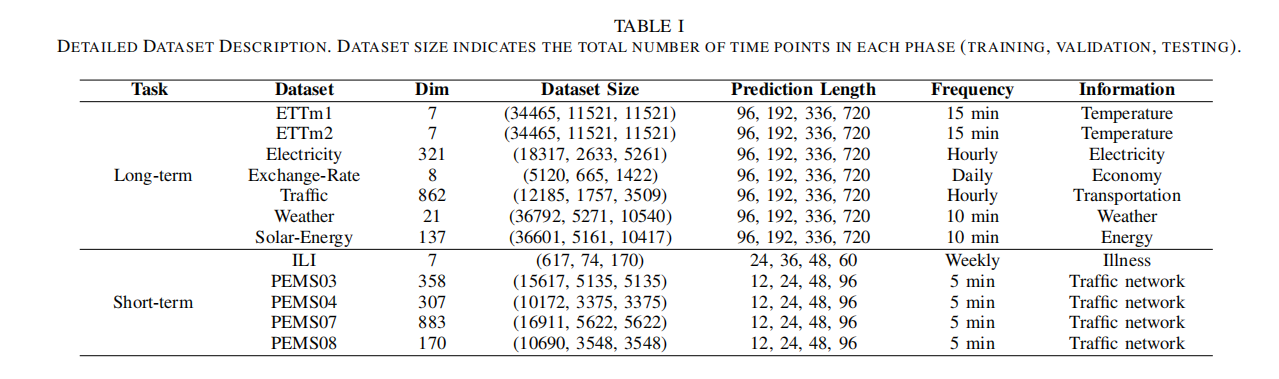 TABLE I
DETAILED DATASET DESCRIPTION. DATASET SIZE INDICATES THE TOTAL NUMBER OF TIME POINTS IN EACH PHASE (TRAINING, VALIDATION, TESTING).
Task Dataset Dim Dataset Size Prediction Length Frequency Information
ETTm1 7 (34465, 11521, 11521) 96, 192, 336, 720 15 min Temperature
ETTm2 7 (34465, 11521, 11521) 96, 192, 336, 720 15 min Temperature
Electricity 321 (18317, 2633, 5261) 96, 192, 336, 720 Hourly Electricity
Long-term Exchange-Rate 8 (5120, 665, 1422) 96, 192, 336, 720 Daily Economy
Traffic 862 (12185, 1757, 3509) 96, 192, 336, 720 Hourly Transportation
Weather 21 (36792, 5271, 10540) 96, 192, 336, 720 10 min Weather
Solar-Energy 137 (36601, 5161, 10417) 96, 192, 336, 720 10 min Energy
ILI 7 (617, 74, 170) 24, 36, 48, 60 Weekly Illness
PEMS03 358 (15617, 5135, 5135) 12, 24, 48, 96 5 min Traffic network
Short-term PEMS04 307 (10172, 3375, 3375) 12, 24, 48, 96 5 min Traffic network
PEMS07 883 (16911, 5622, 5622) 12, 24, 48, 96 5 min Traffic network
PEMS08 170 (10690, 3548, 3548) 12, 24, 48, 96 5 min Traffic network